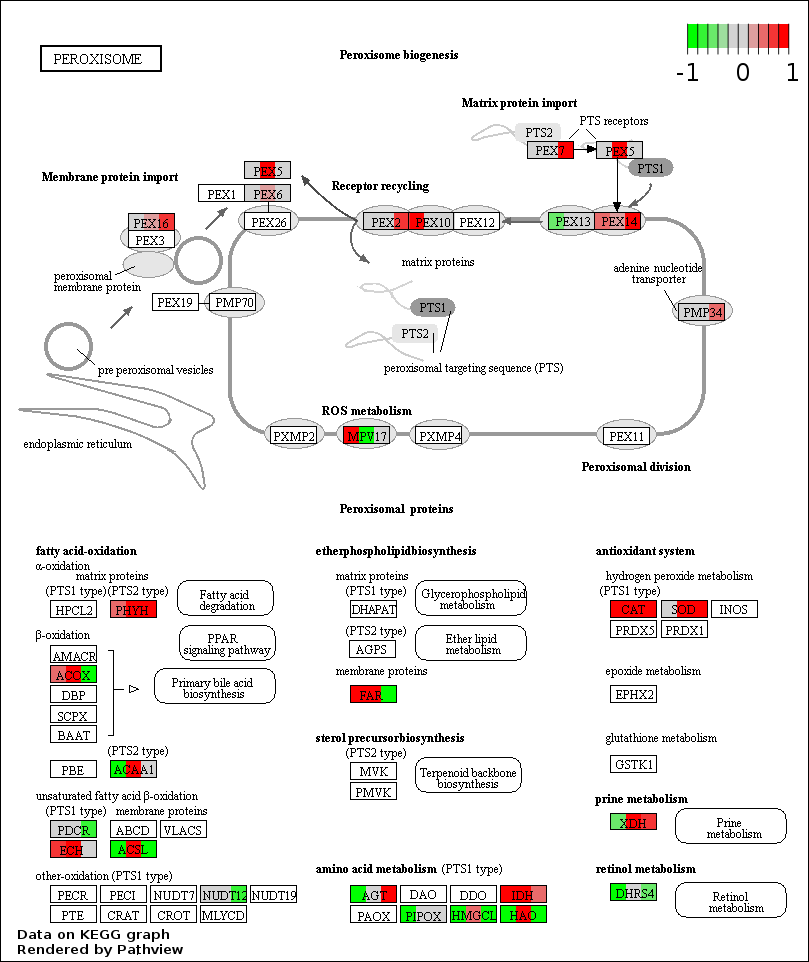 PEROXISOME
Peroxisome biogenesis
-1 0 1
Matrix protein import
PTS2
PTS receptors
PEX7
PEX5
PTS1
Membrane protein import
PEX5
PEX1
PEX6
Receptor recycling
PEX16
PEX3
PEX26
PEX2
PEX10
PEX12
PEX13
PEX14
peroxisomal
membrane protein
matrix proteins
adenine nucleotide
transporter
PEX19
PMP70
PTS1
PMP34
PTS2
pre peroxisomal vesicles
peroxisomal targeting sequence (PTS)
endoplasmic reticulum
ROS metabolism
PXMP2
MPV17
PXMP4
PEX11
Peroxisomal division
Peroxisomal proteins
fatty acid-oxidation
α-oxidation
matrix proteins
(PTS1 type)(PTS2 type)
HPCL2
PHYH
Fatty acid
degradation
β-oxidation
PPAR
signaling pathway
AMACR
ACOX
DBP
SCPX
BAAT
Primary bile acid
biosynthesis
(PTS2 type)
PBE
ACAA1
unsaturated fatty acid β-oxidation
(PTS1 type) membrane proteins
PDCR
ABCD
VLACS
ECH
ACSL
other-oxidation (PTS1 type)
PECR
PECI
NUDT7
NUDT12
NUDT19
PTE
CRAT
CROT
MLYCD
etherphospholipidbiosynthesis
matrix proteins
(PTS1 type)
DHAPAT
Glycerophospholipid
metabolism
(PTS2 type)
AGPS
Ether lipid
metabolism
membrane proteins
FAR
sterol precursorbiosynthesis
(PTS2 type)
MVK
PMVK
Terpenoid backbone
biosynthesis
amino acid metabolism (PTS1 type)
AGT
DAO
DDO
IDH
PAOX
PIPOX
HMGCL
HAO
antioxidant system
hydrogen peroxide metabolism
(PTS1 type)
CAT
SOD
INOS
PRDX5
PRDX1
epoxide metabolism
EPHX2
glutathione metabolism
GSTK1
prine metabolism
XDH
Prine
metabolism
retinol metabolism
DHRS4
Retinol
metabolism
Data on KEGG graph
Rendered by Pathview